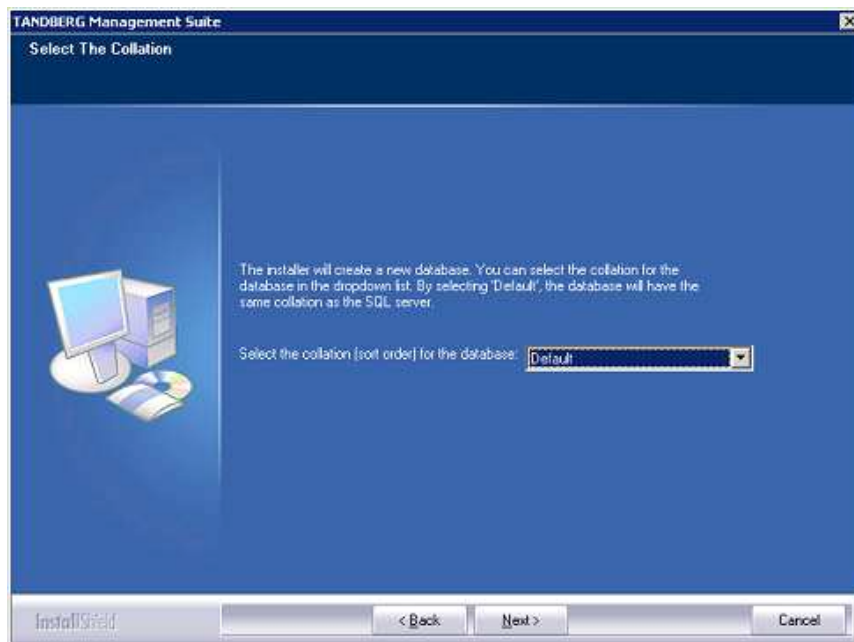 TANDBERG Management Suite
Select The Collation
The installer will create a new database. You can select the collation for the
database in the dropdown list. By selecting 'Default', the database will have the
same collation as the SQL server.
Select the collation (sort order) for the database: Default
InstallShield
< Back Next > Cancel